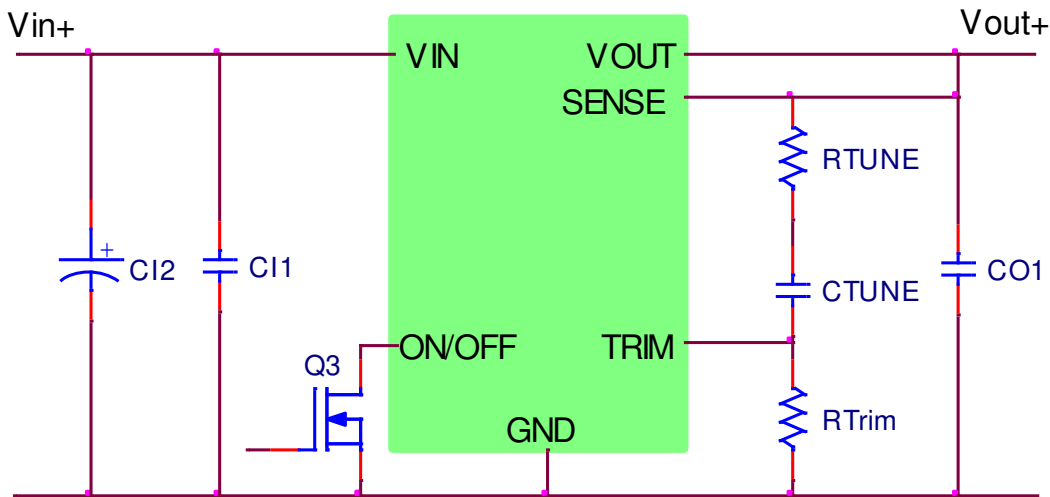 Vin+
Vout+
VIN
VOUT
SENSE
RTUNE
+
CI2
CI1
CO1
CTUNE
ON/OFF
TRIM
Q3
RTrim
GND